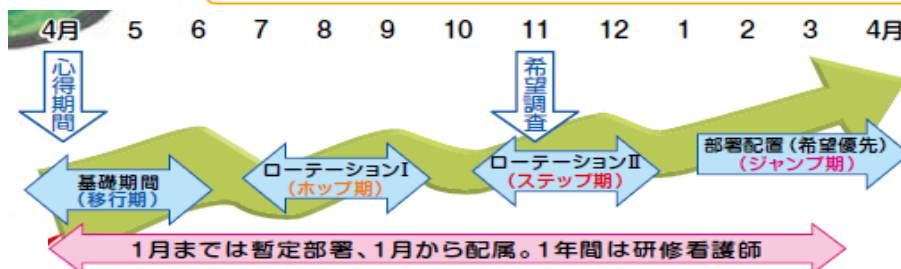 4月 5 6 7 8 9 10 11 12 1 2 3 4月
心得期間
希望調査
基礎期間
(移行期)
ローテーションⅠ
(ホップ期)
ローテーションⅡ
(ステップ期)
部署配置(希望優先)
(ジャンプ期)
1月までは暫定部署、1月から配属。1年間は研修看護師